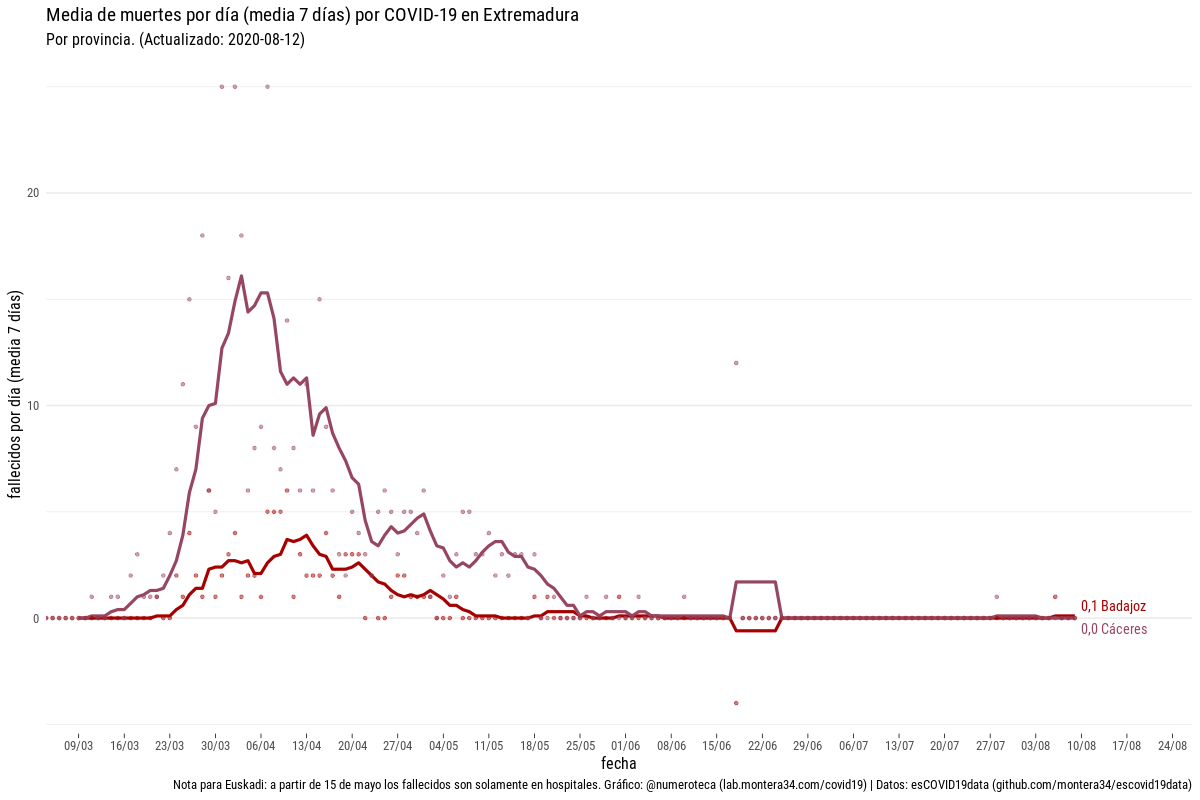 Media de muertes por día (media 7 días) por COVID-19 en Extremadura
Por provincia. (Actualizado: 2020-08-12)
fallecidos por día (media 7 días)
20
10
0
0,1 Badajoz
0,0 Cáceres
09/03 16/03 23/03 30/03 06/04 13/04 20/04 27/04 04/05 11/05 18/05 25/05 01/06 08/06 15/06 22/06 29/06 06/07 13/07 20/07 27/07 03/08 10/08 17/08 24/08
fecha
Nota para Euskadi: a partir de 15 de mayo los fallecidos son solamente en hospitales. Gráfico: @numeroteca (lab.montera34.com/covid19) | Datos: esCOVID19data (github.com/montera34/escovid19data)